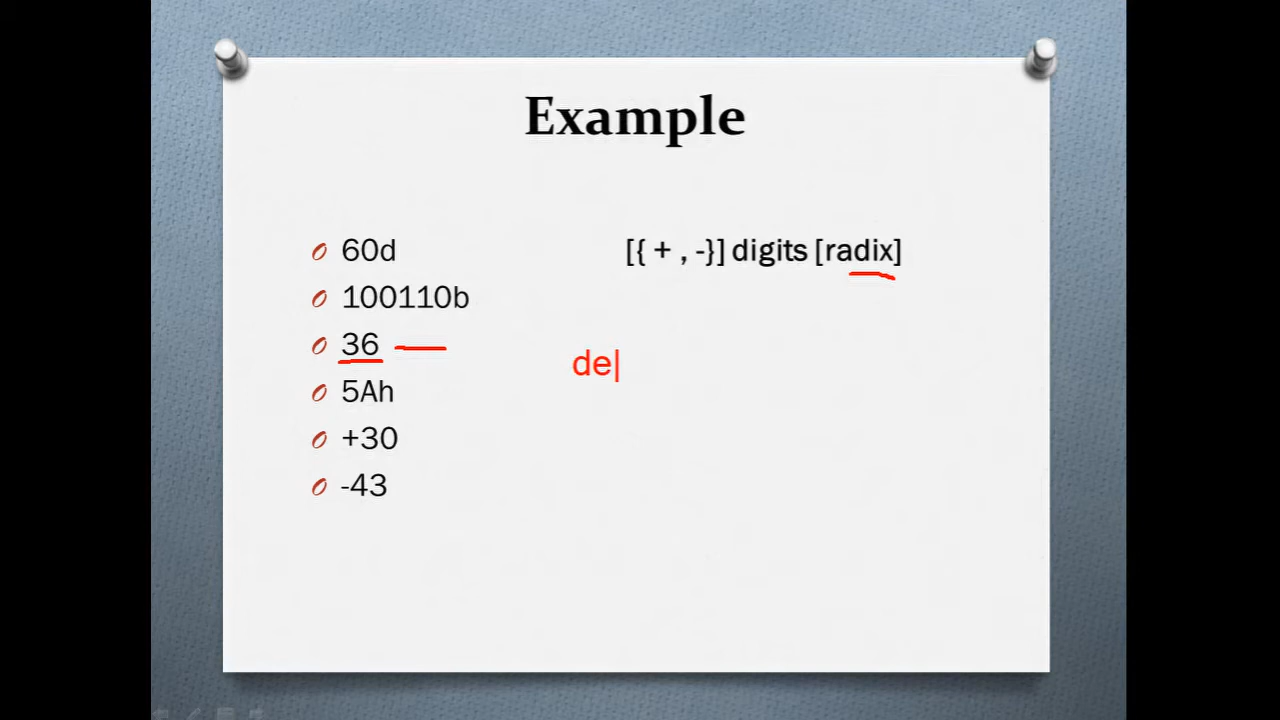 Example
60d
[{ + , -}] digits [radix]
100110b
36
de
5Ah
+30
-43